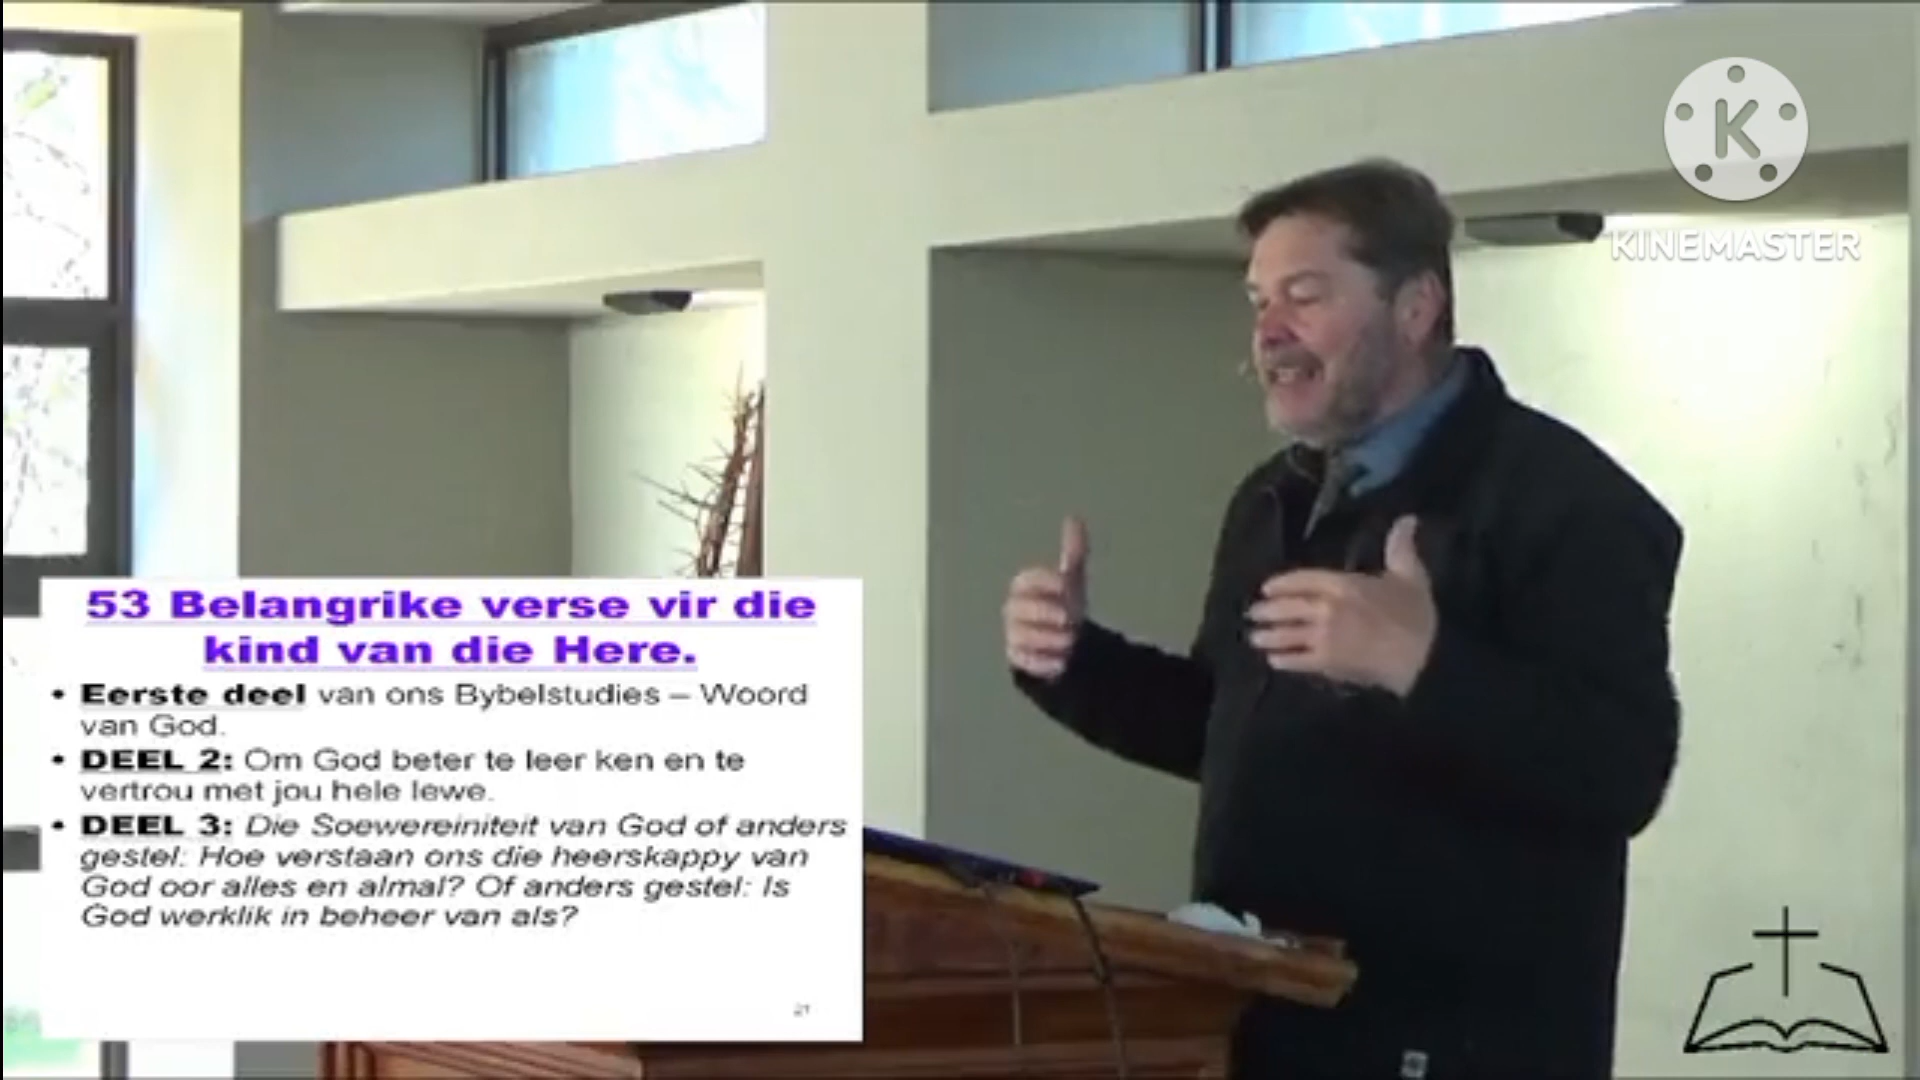 K
KINEMASTER
53 Belangrike verse vir die
kind van die Here.
• Eerste deel van ons Bybelstudies – Woord
van God.
• DEEL 2: Om God beter te leer ken en te
vertrou met jou hele lewe.
• DEEL 3: Die Soewereiniteit van God of anders
gestel: Hoe verstaan ons die heerskappy van
God oor alles en almal? Of anders gestel: Is
God werklik in beheer van als?
21